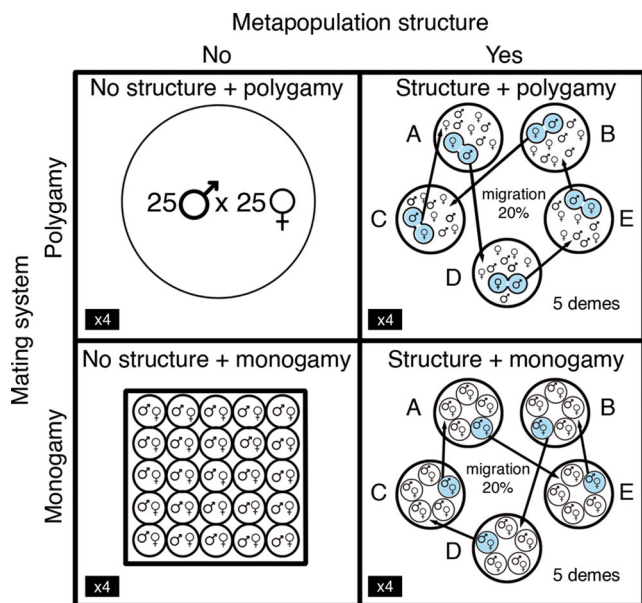 Metapopulation structure
No Yes
Mating system
Polygamy
No structure + polygamy
25♂ x 25♀
x4
Structure + polygamy
A B
C E
D
migration
20%
5 demes
x4
Monogamy
No structure + monogamy
x4
Structure + monogamy
A B
C E
D
migration
20%
5 demes
x4